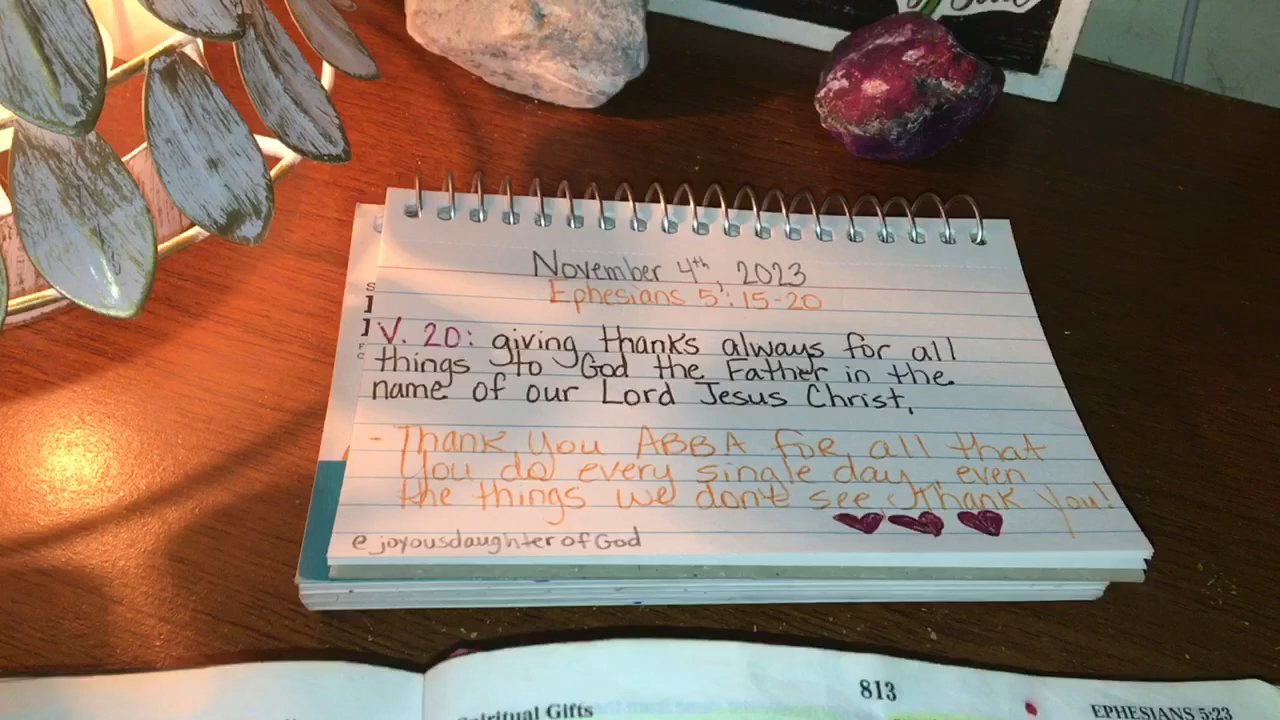 November 4th, 2023
Ephesians 5:15-20
V. 20: giving thanks always for all
things to God the Father in the
name of our Lord Jesus Christ,
- Thank You ABBA for all that
You do every single day, even
the things we don't see, thank You!
@joyousdaughterofGod
813
Spiritual Gifts
EPHESIANS 5:23